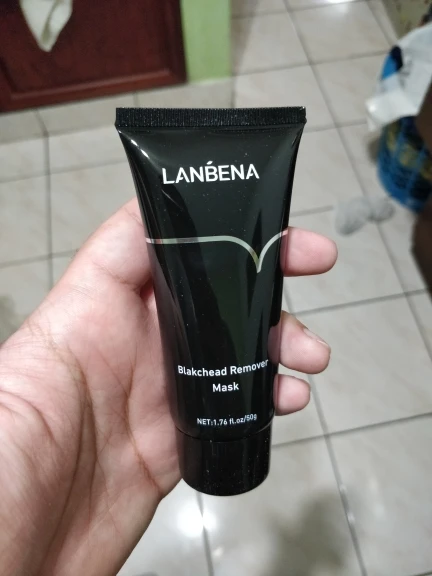 LANBENA
Blakchead Remover
Mask
NET:1.76 fl.oz/50g